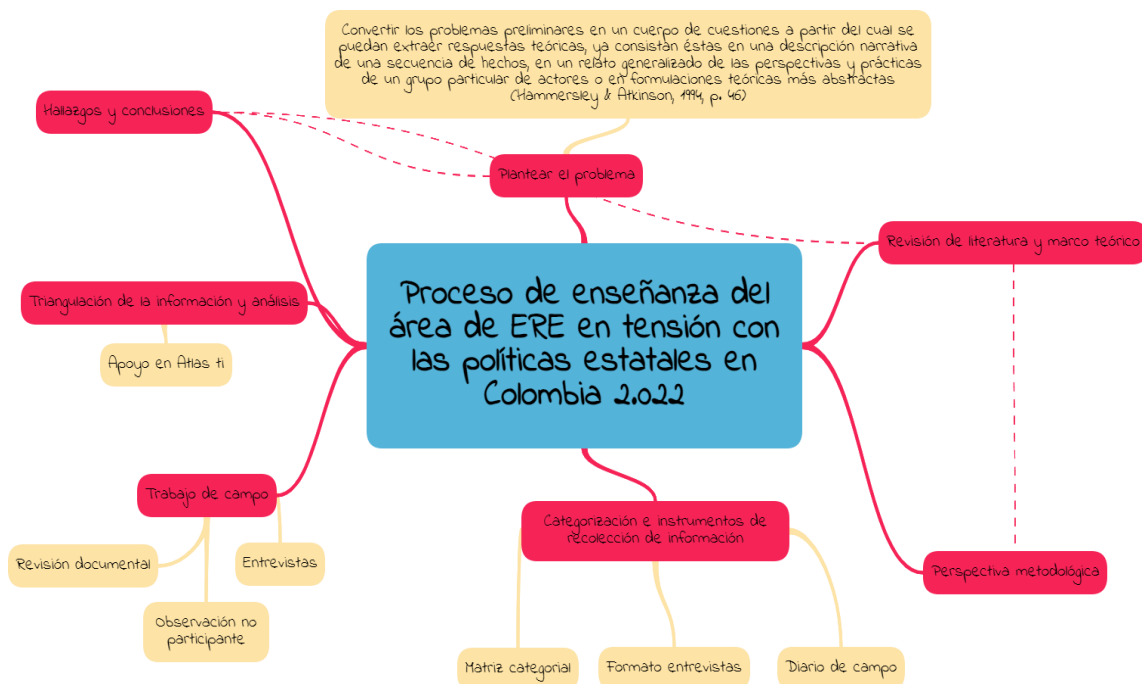 Convertir los problemas preliminares en un cuerpo de cuestiones a partir del cual se
puedan extraer respuestas teóricas, ya consistan éstas en una descripción narrativa
de una secuencia de hechos, en un relato generalizado de las perspectivas y prácticas
de un grupo particular de actores o en formulaciones teóricas más abstractas
(Hammersley & Atkinson, 1994, p. 46)
Hallazgos y conclusiones
Plantear el problema
Revisión de literatura y marco teórico
Proceso de enseñanza del
área de ERE en tensión con
las políticas estatales en
Colombia 2.022
Triangulación de la información y análisis
Apoyo en Atlas ti
Trabajo de campo
Revisión documental
Entrevistas
Observación no
participante
Categorización e instrumentos de
recolección de información
Perspectiva metodológica
Matriz categorial
Formato entrevistas
Diario de campo